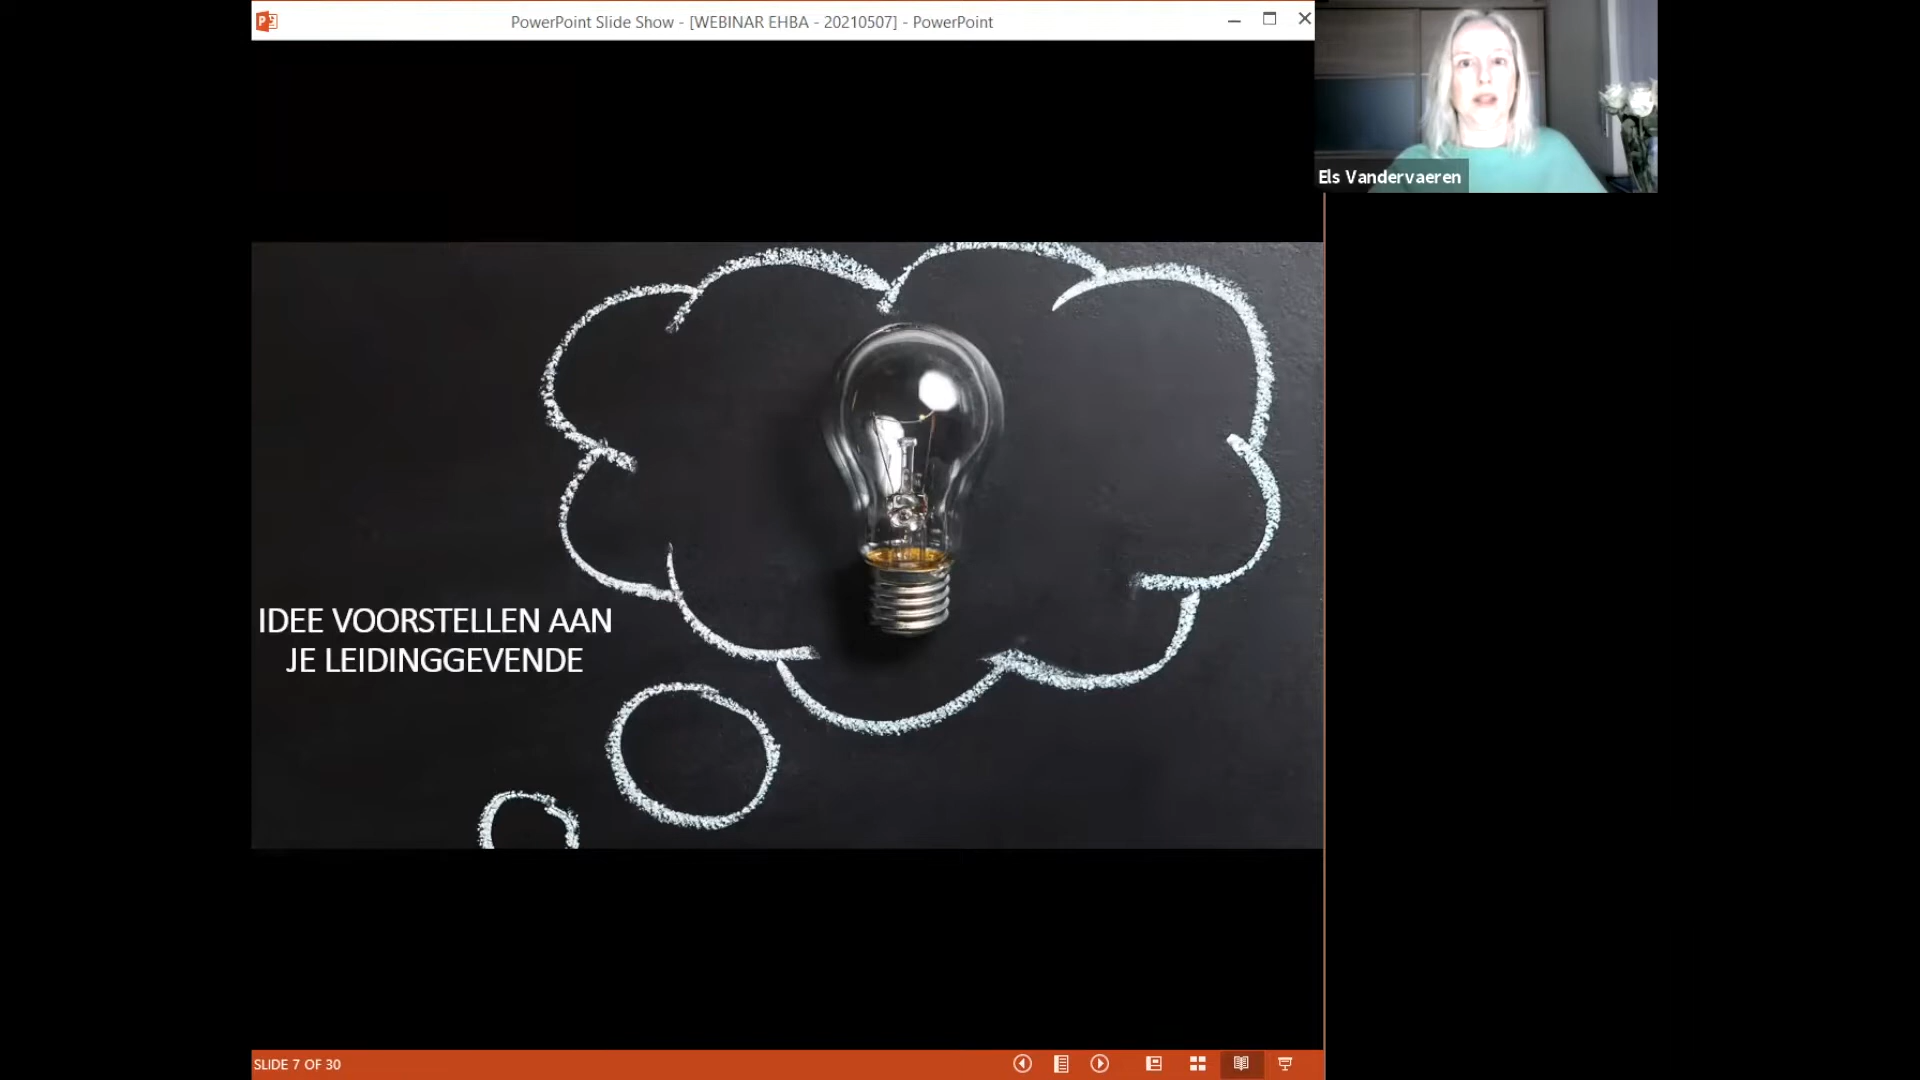 PowerPoint Slide Show - [WEBINAR EHBA - 20210507] - PowerPoint
Els Vandervaeren
IDEE VOORSTELLEN AAN
JE LEIDINGGEVENDE
SLIDE 7 OF 30